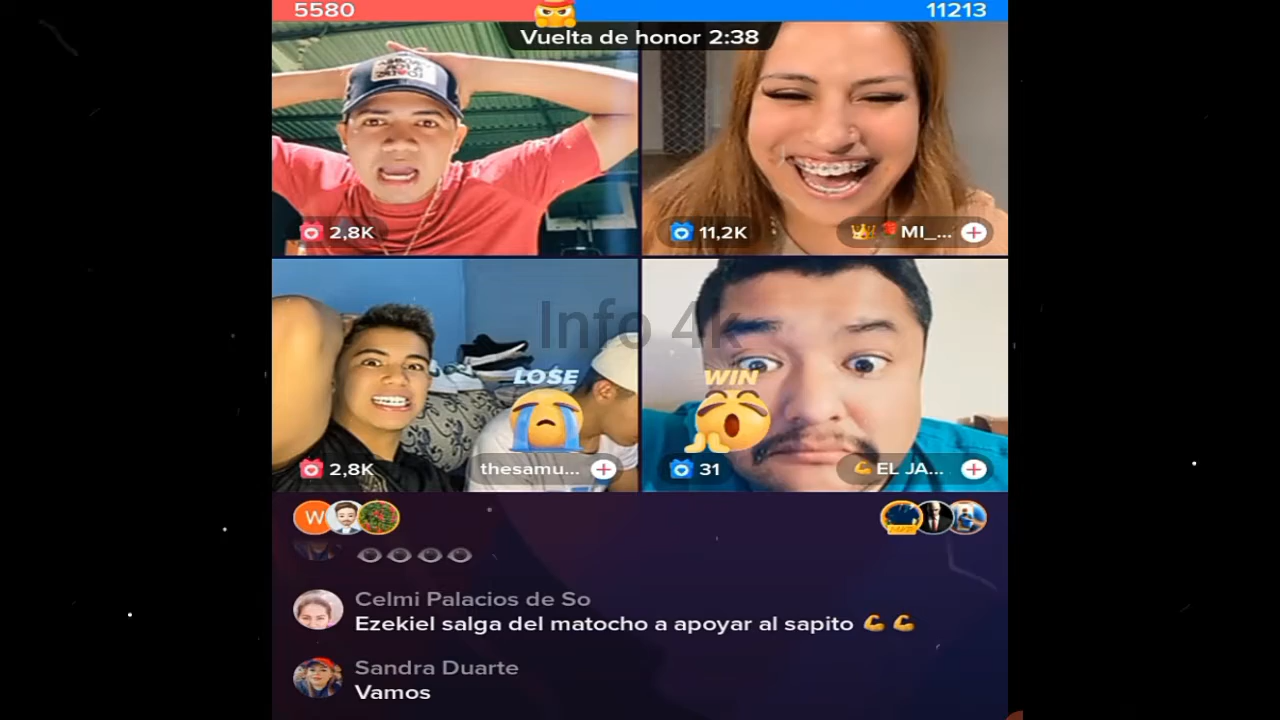 5580
11213
Vuelta de honor 2:38
2,8K
11,2K
MI_...
Info 4k
LOSE
WIN
2,8K
thesamu...
31
EL JA...
W
Celmi Palacios de So
Ezekiel salga del matocho a apoyar al sapito
Sandra Duarte
Vamos